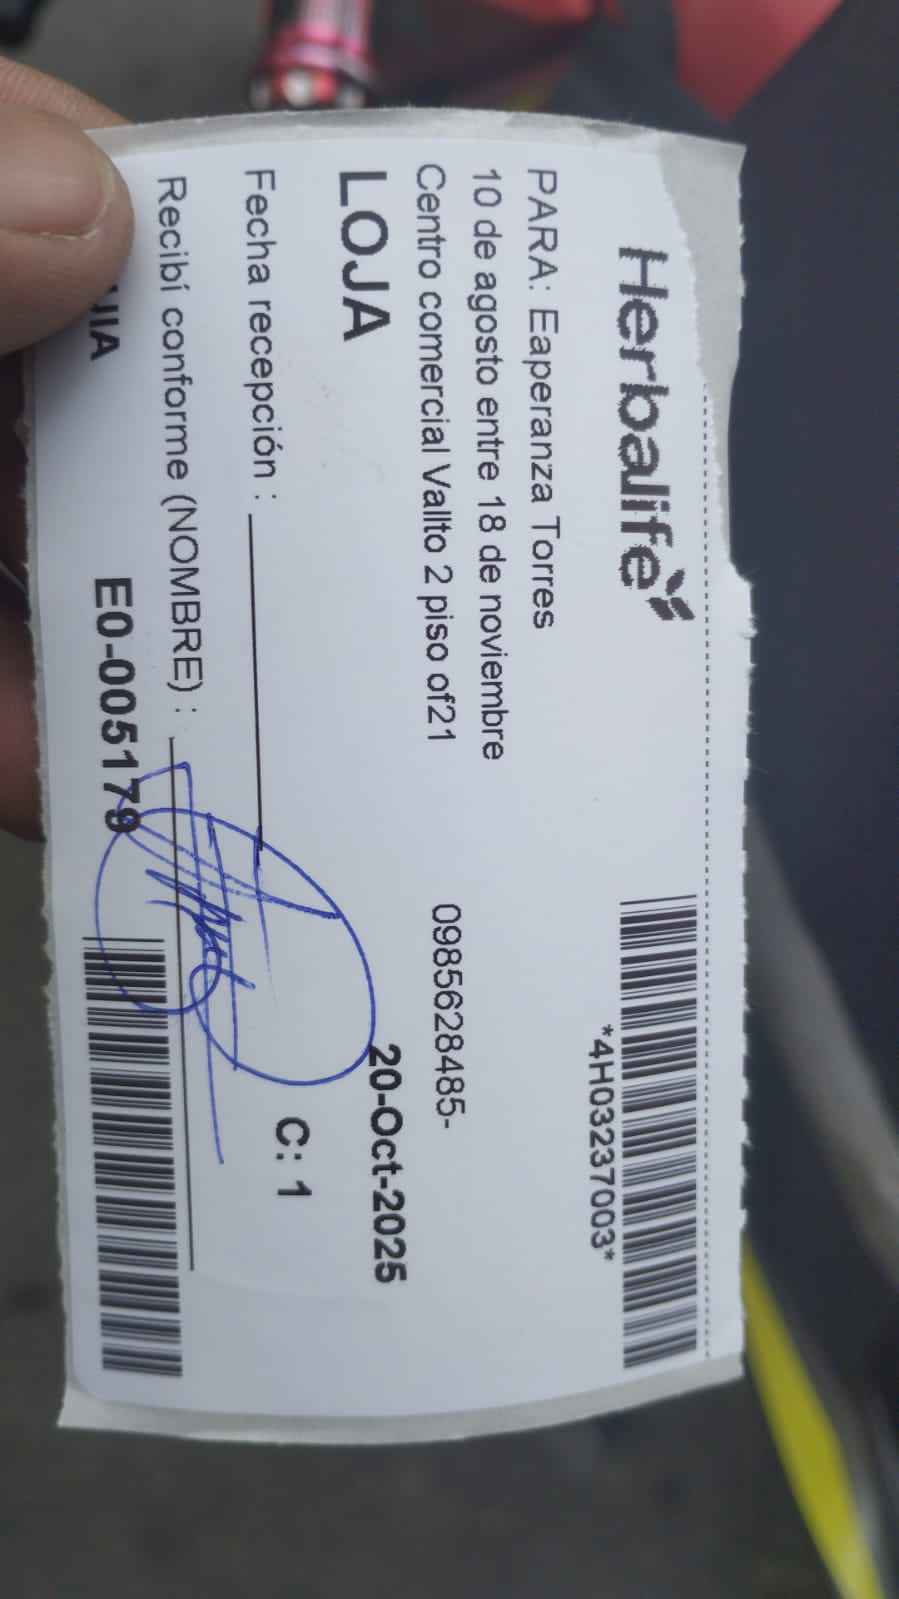 Herbalife
*4H03237003*
PARA: Eaperanza Torres
10 de agosto entre 18 de noviembre
Centro comercial Vallto 2 piso of21
0985628485-
LOJA
20-Oct-2025
Fecha recepción :
C: 1
Recibí conforme (NOMBRE) :
E0-005179